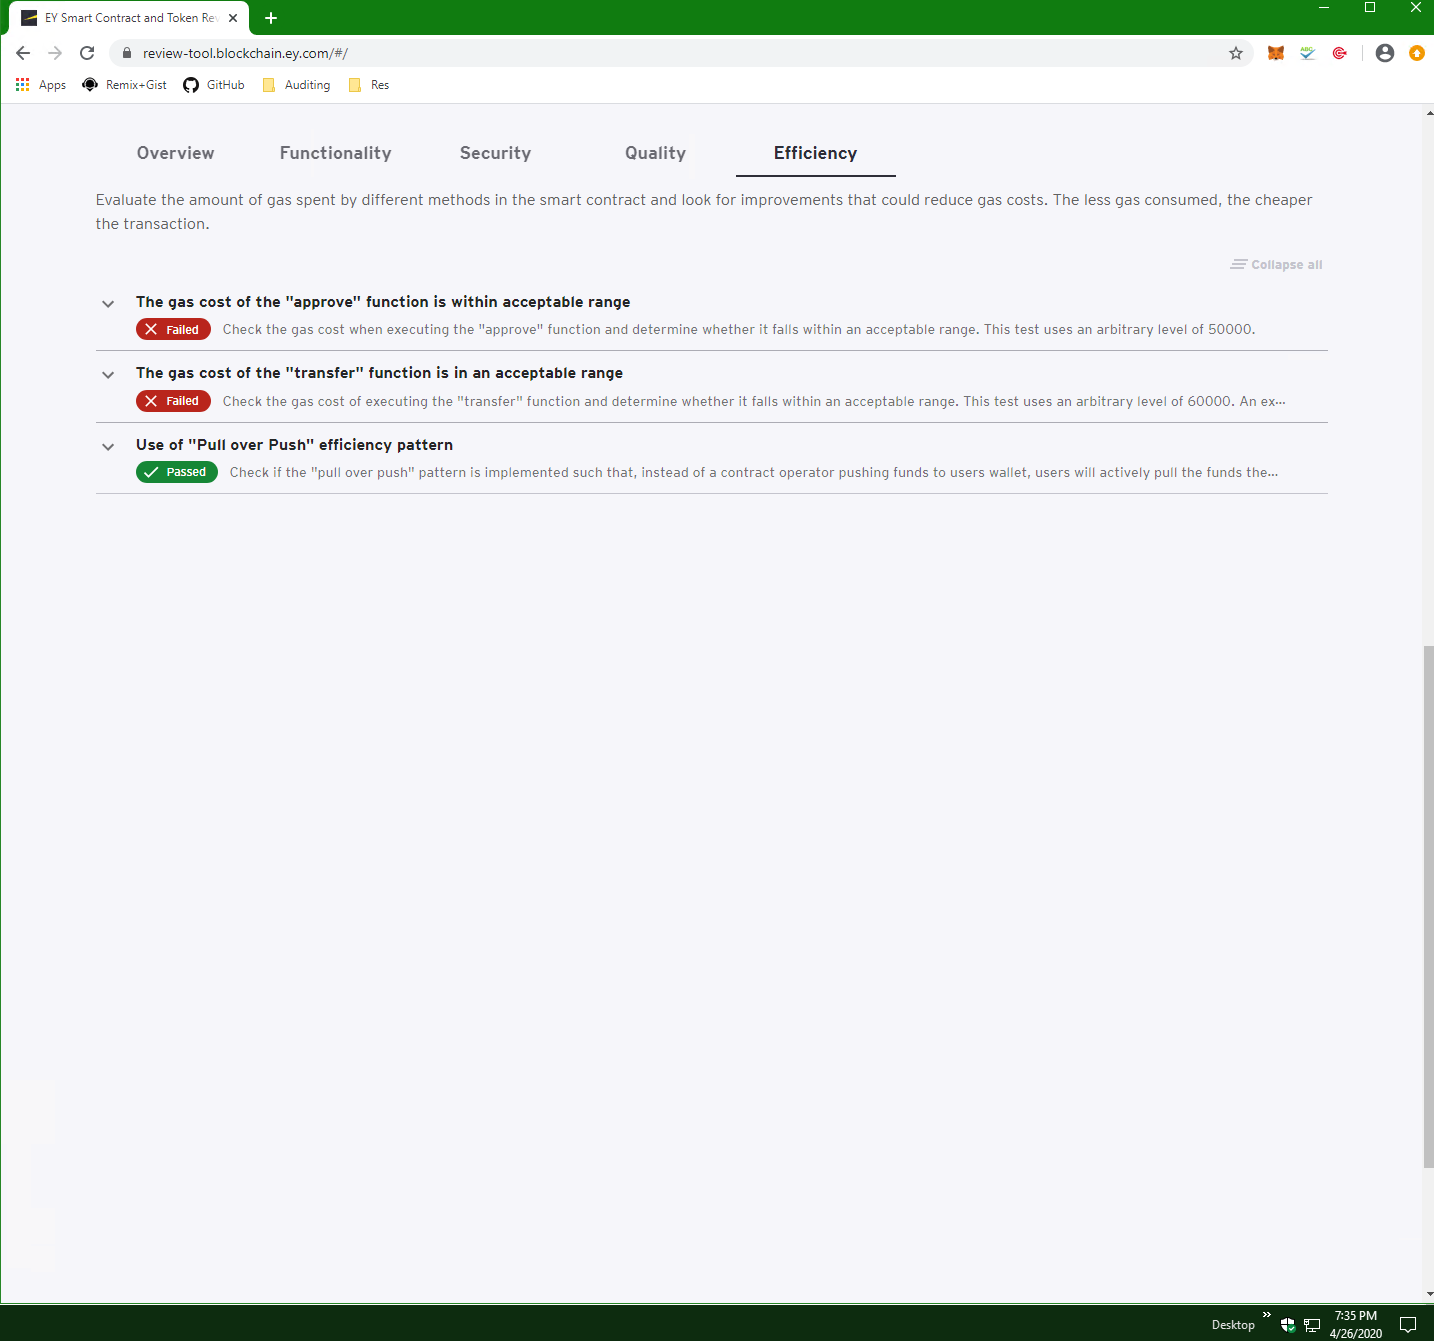 EY Smart Contract and Token Rev
review-tool.blockchain.ey.com/#/
ABC
Apps
Remix+Gist
GitHub
Auditing
Res
Overview
Functionality
Security
Quality
Efficiency
Evaluate the amount of gas spent by different methods in the smart contract and look for improvements that could reduce gas costs. The less gas consumed, the cheaper
the transaction.
Collapse all
The gas cost of the "approve" function is within acceptable range
Failed Check the gas cost when executing the "approve" function and determine whether it falls within an acceptable range. This test uses an arbitrary level of 50000.
The gas cost of the "transfer" function is in an acceptable range
Failed Check the gas cost of executing the "transfer" function and determine whether it falls within an acceptable range. This test uses an arbitrary level of 60000. An ex...
Use of "Pull over Push" efficiency pattern
Passed Check if the "pull over push" pattern is implemented such that, instead of a contract operator pushing funds to users wallet, users will actively pull the funds the...
Desktop
7:35 PM
4/26/2020